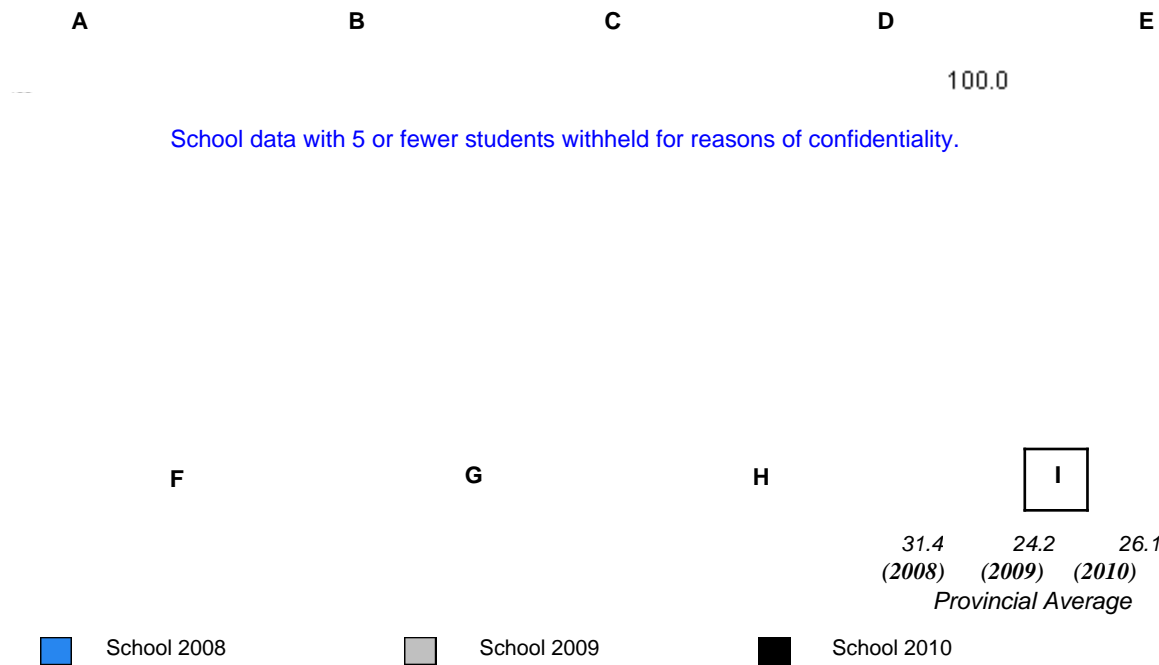 A B C D E
100.0
School data with 5 or fewer students withheld for reasons of confidentiality.
F G H I
31.4 24.2 26.1
(2008) (2009) (2010)
Provincial Average
School 2008 School 2009 School 2010